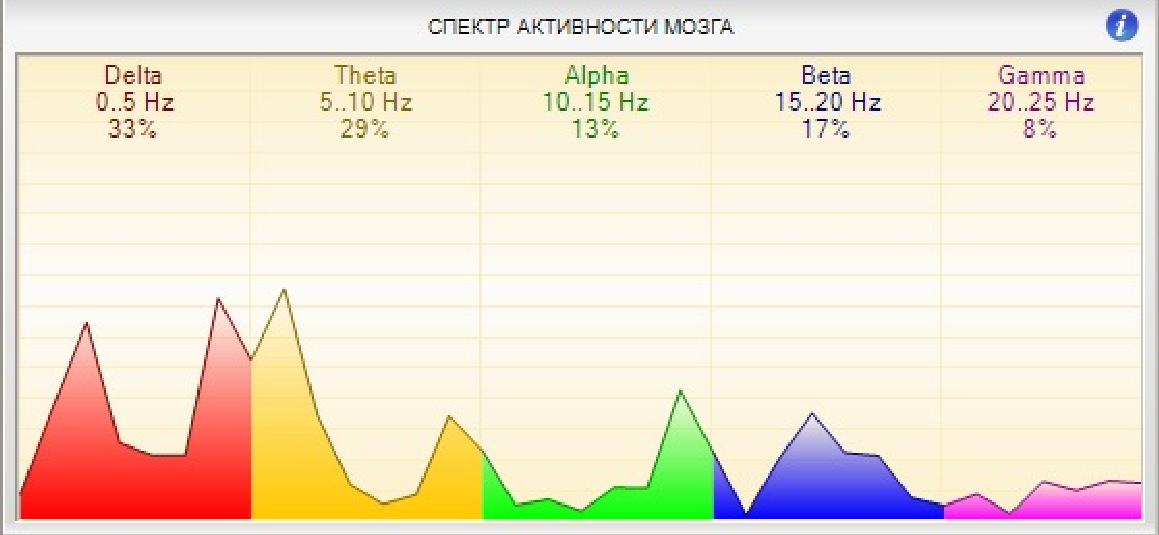 СПЕКТР АКТИВНОСТИ МОЗГА
i
Delta
0..5 Hz
33%
Theta
5..10 Hz
29%
Alpha
10..15 Hz
13%
Beta
15..20 Hz
17%
Gamma
20..25 Hz
8%